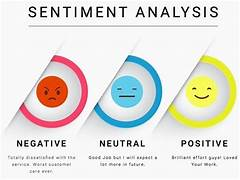 SENTIMENT ANALYSIS
NEGATIVE
Totally dissatisfied with the
service. Worst customer
care ever.
NEUTRAL
Good Job but I will expect a
lot more in future.
POSITIVE
Brilliant effort guys! Loved
Your Work.